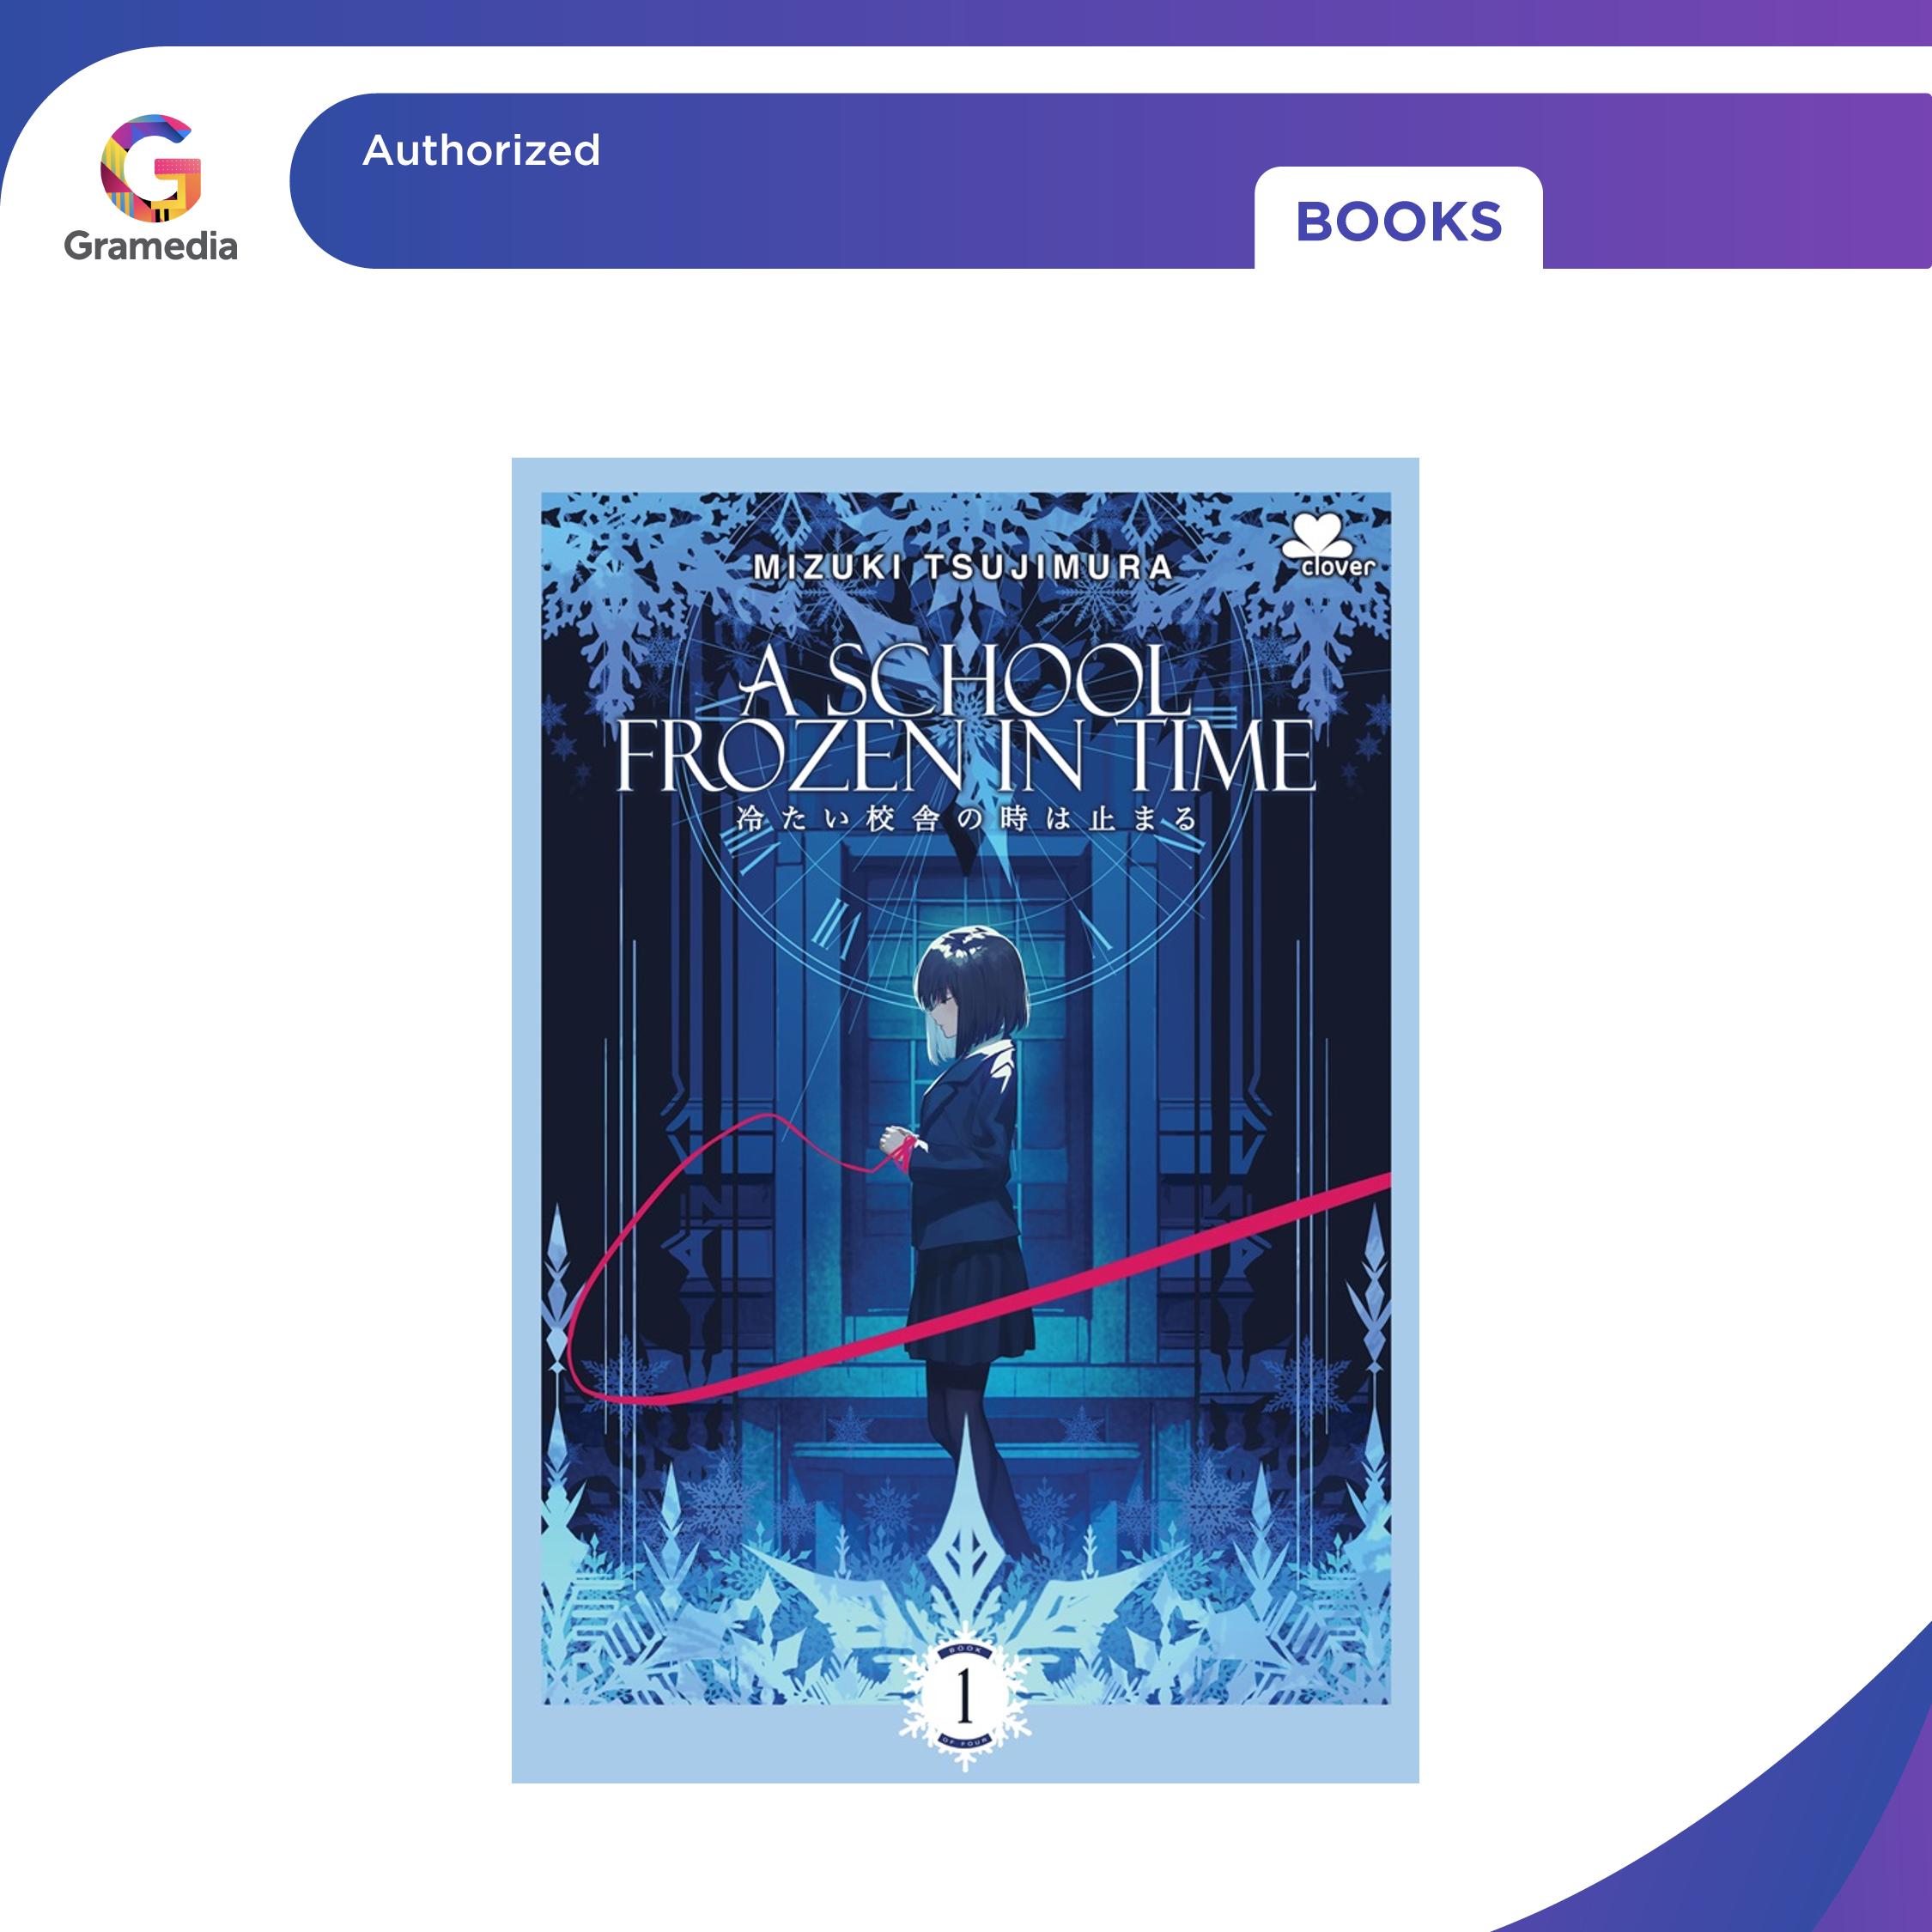 Authorized
Gramedia
BOOKS
MIZUKI TSUJIMURA
clover
A SCHOOL
FROZEN IN TIME
冷たい校舎の時は止まる
BOOK
1
OF FOUR